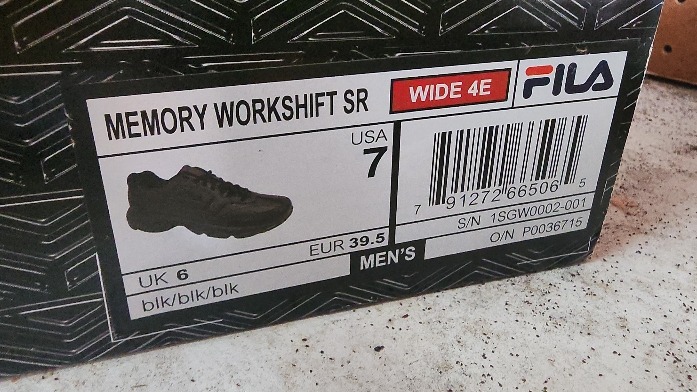 MEMORY WORKSHIFT SR
WIDE 4E
FILA
USA
7
7 91272 66506 5
S/N 1SGW0002-001
O/N P0036715
EUR 39.5
UK 6
MEN'S
blk/blk/blk